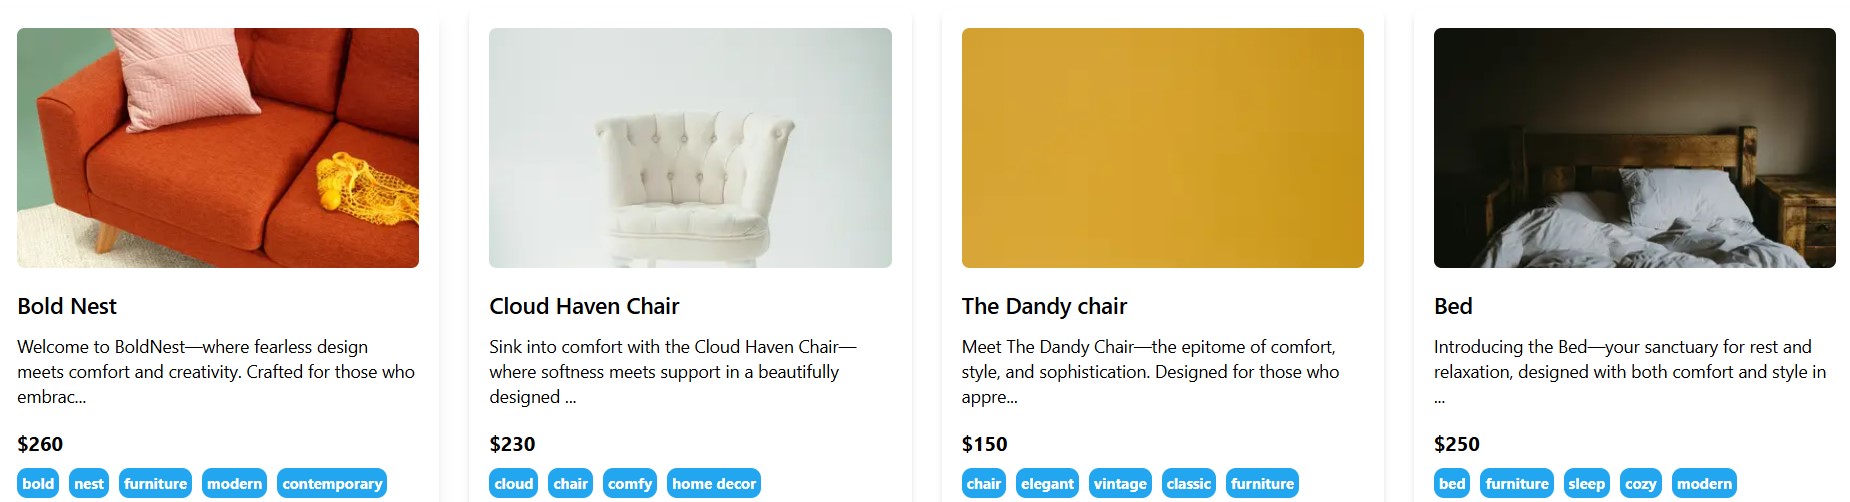 Bold Nest
Welcome to BoldNest—where fearless design
meets comfort and creativity. Crafted for those who
embrac...
$260
bold nest furniture modern contemporary
Cloud Haven Chair
Sink into comfort with the Cloud Haven Chair—
where softness meets support in a beautifully
designed ...
$230
cloud chair comfy home decor
The Dandy chair
Meet The Dandy Chair—the epitome of comfort,
style, and sophistication. Designed for those who
appre...
$150
chair elegant vintage classic furniture
Bed
Introducing the Bed—your sanctuary for rest and
relaxation, designed with both comfort and style in
...
$250
bed furniture sleep cozy modern